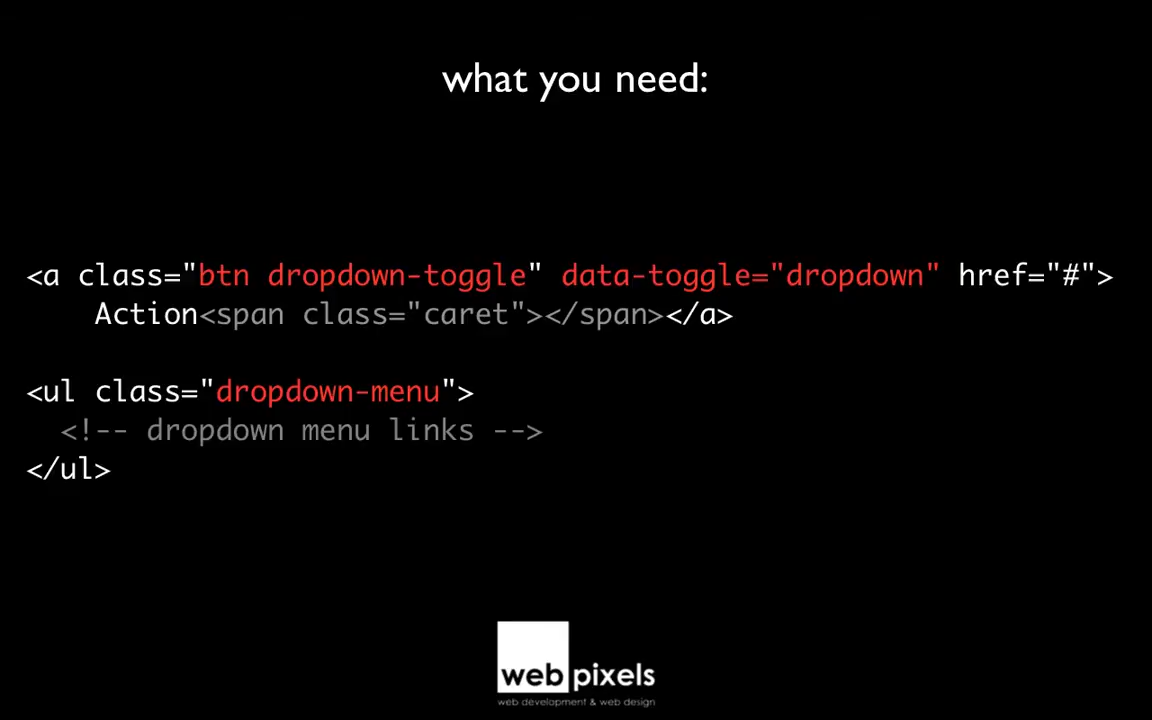 what you need:
<a class="btn dropdown-toggle" data-toggle="dropdown" href="#">
Action<span class="caret"></span></a>
<ul class="dropdown-menu">
<!-- dropdown menu links -->
</ul>
web pixels
web development & web design